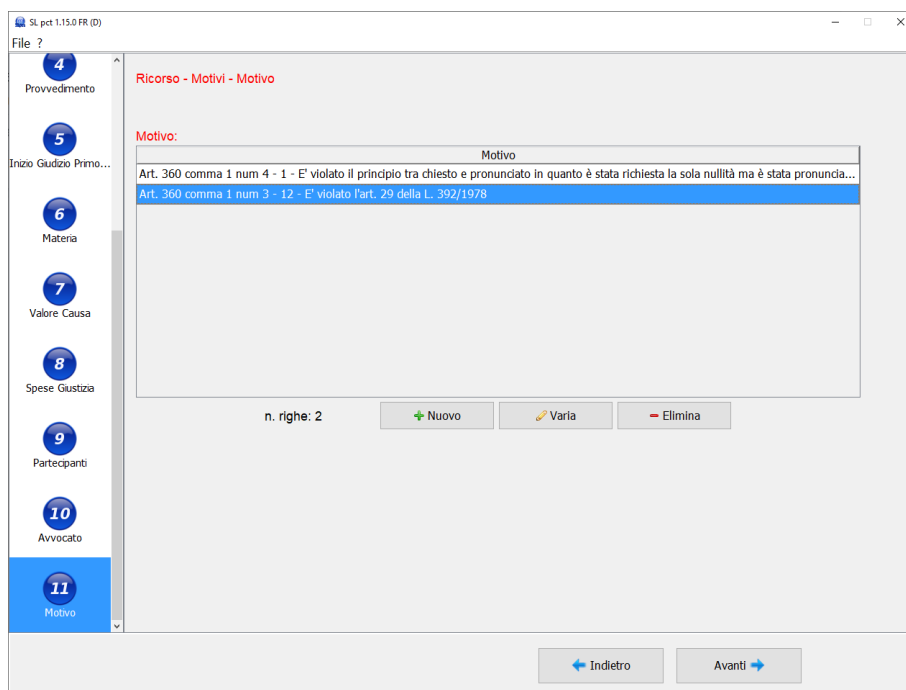 SL pct 1.15.0 FR (D)
File ?
4
Provvedimento
5
Inizio Giudizio Primo...
6
Materia
7
Valore Causa
8
Spese Giustizia
9
Partecipanti
10
Avvocato
11
Motivo
Ricorso - Motivi - Motivo
Motivo:
Motivo
Art. 360 comma 1 num 4 - 1 - E' violato il principio tra chiesto e pronunciato in quanto è stata richiesta la sola nullità ma è stata pronuncia...
Art. 360 comma 1 num 3 - 12 - E' violato l'art. 29 della L. 392/1978
n. righe: 2
Nuovo
Varia
Elimina
Indietro
Avanti